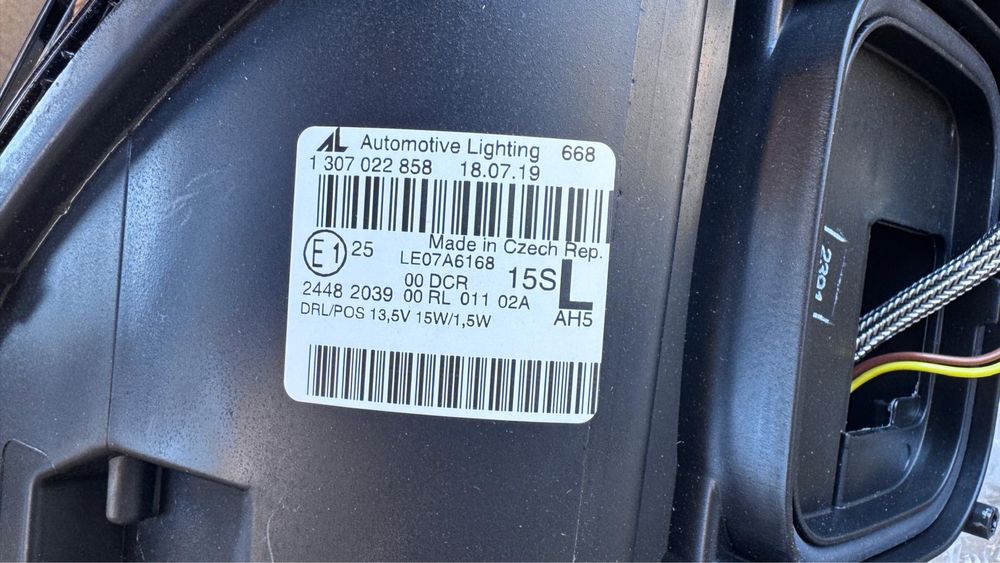 AL Automotive Lighting 668
1 307 022 858 18.07.19
Made in Czech Rep.
E1 25 LE07A6168
00 DCR 15S L
2448 2039 00 RL 011 02A
DRL/POS 13,5V 15W/1,5W AH5
2301